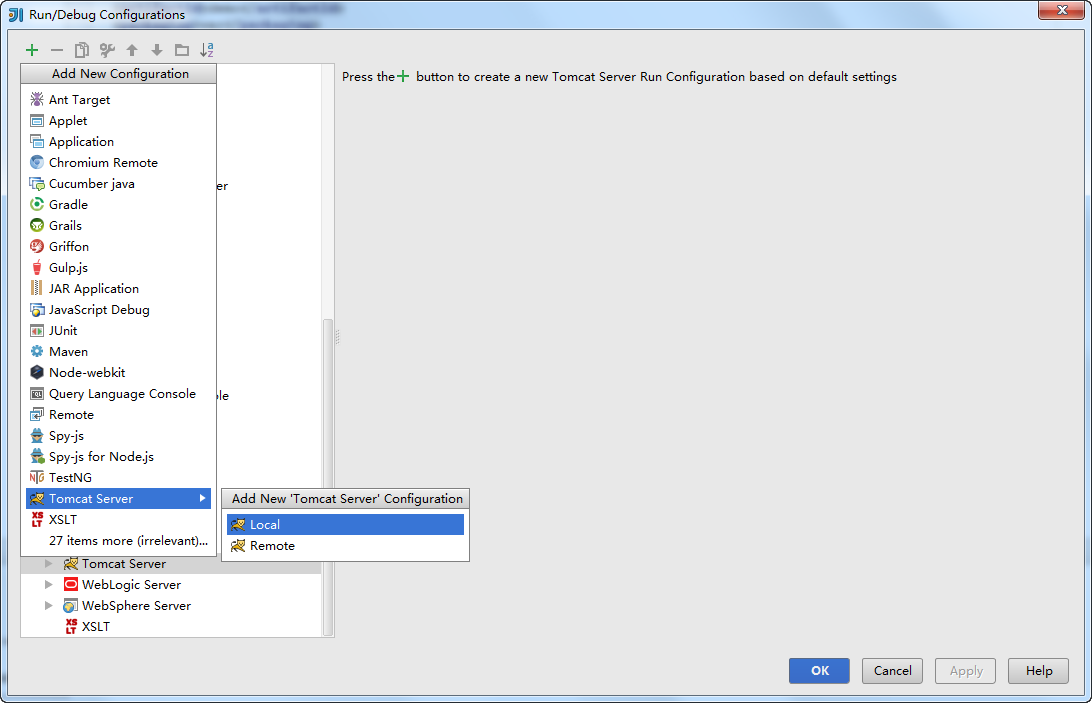 Run/Debug Configurations
Add New Configuration
Press the button to create a new Tomcat Server Run Configuration based on default settings
Ant Target
Applet
Application
Chromium Remote
Cucumber java
er
Gradle
Grails
Griffon
Gulp.js
JAR Application
JavaScript Debug
JUnit
Maven
Node-webkit
Query Language Console
le
Remote
Spy-js
Spy-js for Node.js
TestNG
Tomcat Server
Add New 'Tomcat Server' Configuration
XSLT
Local
27 items more (irrelevant)...
Remote
Tomcat Server
WebLogic Server
WebSphere Server
XSLT
OK
Cancel
Apply
Help